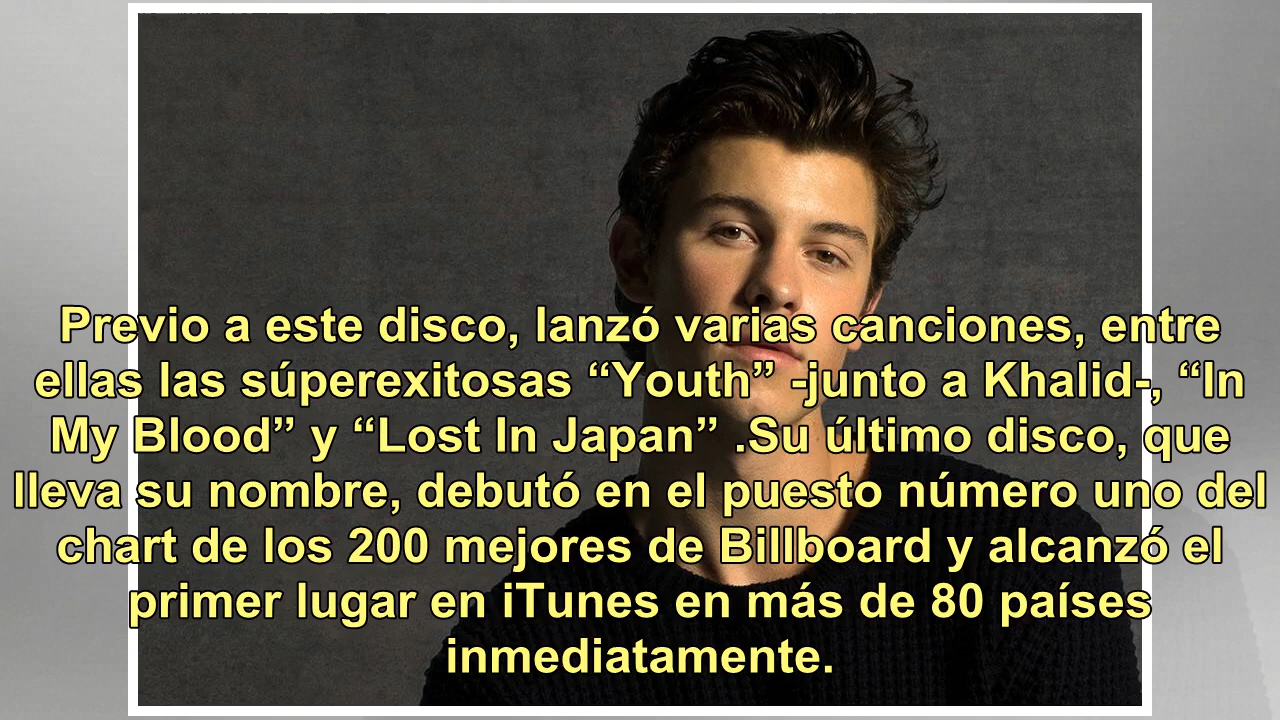 Previo a este disco, lanzó varias canciones, entre
ellas las súperexitosas “Youth” -junto a Khalid-, “In
My Blood” y “Lost In Japan” .Su último disco, que
lleva su nombre, debutó en el puesto número uno del
chart de los 200 mejores de Billboard y alcanzó el
primer lugar en iTunes en más de 80 países
inmediatamente.